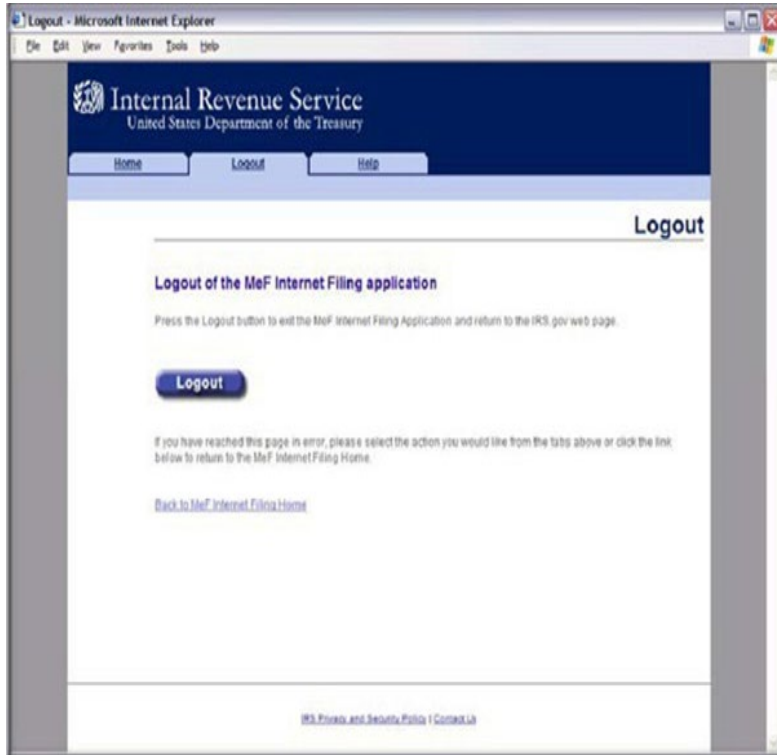 Logout - Microsoft Internet Explorer
File Edit View Favorites Tools Help
Internal Revenue Service
United States Department of the Treasury
Home Logout Help
Logout
Logout of the MeF Internet Filing application
Press the Logout button to exit the MeF Internet Filing Application and return to the IRS.gov web page.
Logout
If you have reached this page in error, please select the action you would like from the tabs above or click the link
below to return to the MeF Internet Filing Home.
Back to MeF Internet Filing Home
IRS Privacy and Security Policy | Contact Us